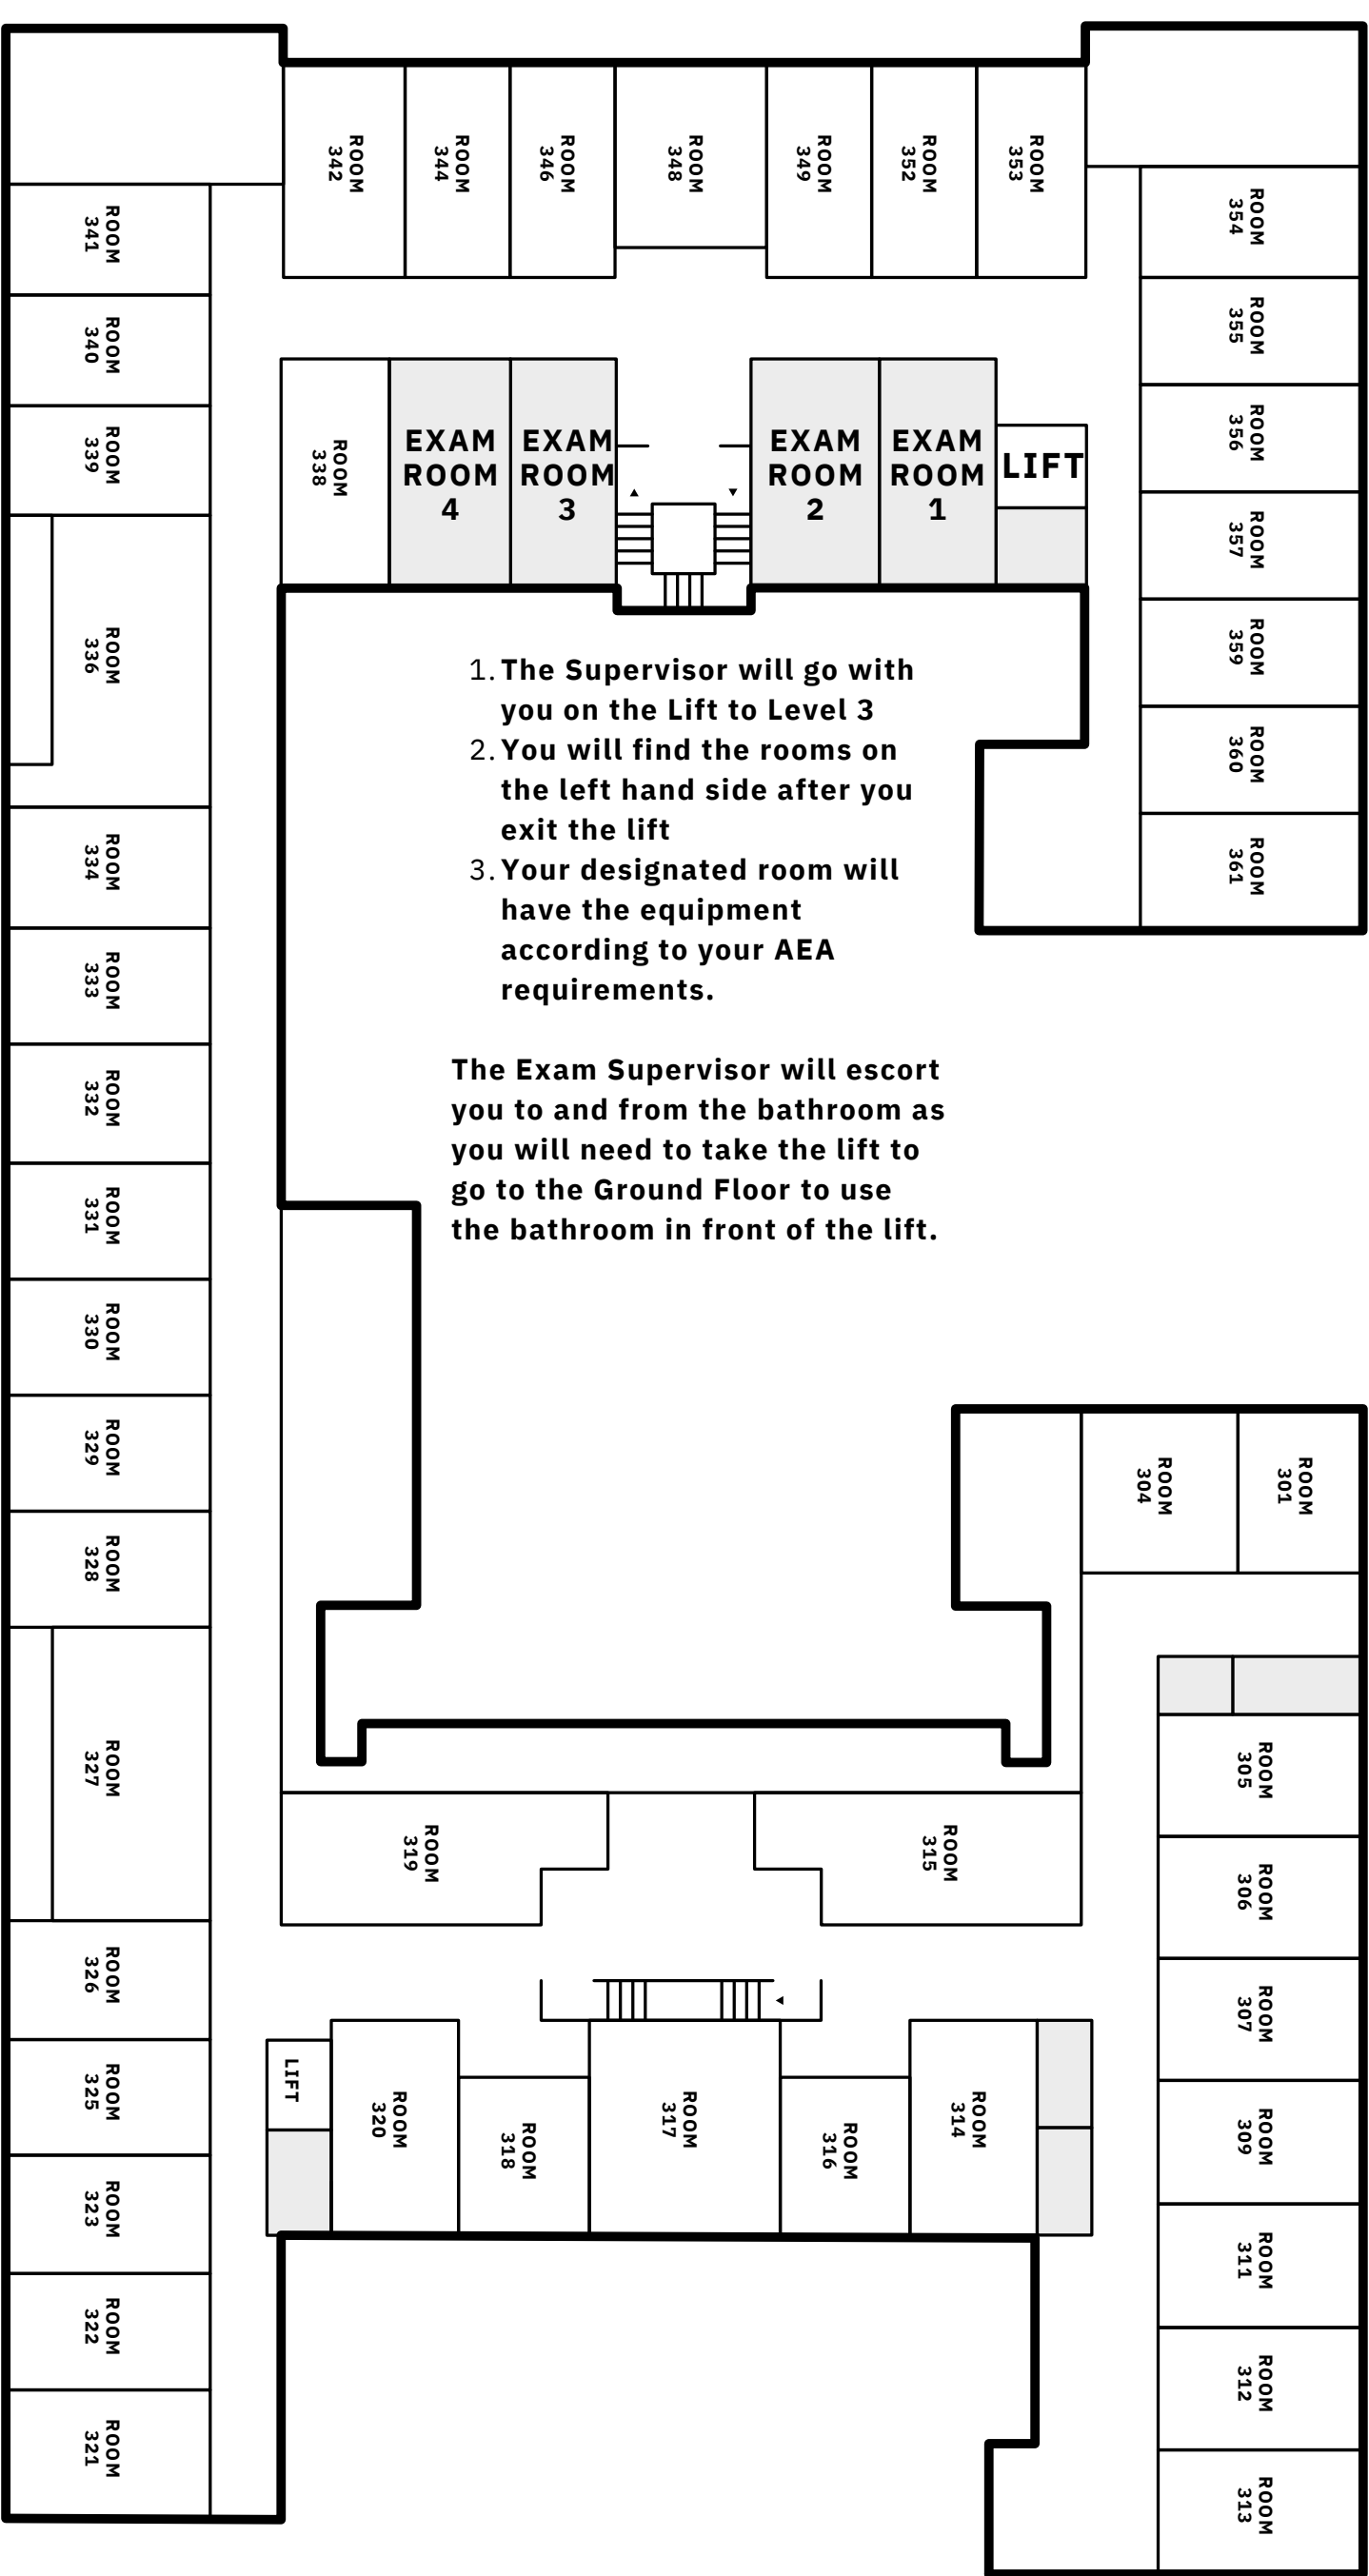 ROOM
342
ROOM
344
ROOM
346
ROOM
348
ROOM
349
ROOM
352
ROOM
353
ROOM
341
ROOM
340
ROOM
339
ROOM
336
ROOM
334
ROOM
333
ROOM
332
ROOM
331
ROOM
330
ROOM
329
ROOM
328
ROOM
327
ROOM
326
ROOM
325
ROOM
323
ROOM
322
ROOM
321
ROOM
354
ROOM
355
ROOM
356
ROOM
357
ROOM
359
ROOM
360
ROOM
361
ROOM
338
EXAM
ROOM
4
EXAM
ROOM
3
EXAM
ROOM
2
EXAM
ROOM
1
LIFT
1. The Supervisor will go with
you on the Lift to Level 3
2. You will find the rooms on
the left hand side after you
exit the lift
3. Your designated room will
have the equipment
according to your AEA
requirements.
The Exam Supervisor will escort
you to and from the bathroom as
you will need to take the lift to
go to the Ground Floor to use
the bathroom in front of the lift.
ROOM
304
ROOM
301
ROOM
305
ROOM
306
ROOM
307
ROOM
309
ROOM
311
ROOM
312
ROOM
313
ROOM
319
ROOM
315
LIFT
ROOM
320
ROOM
318
ROOM
317
ROOM
316
ROOM
314